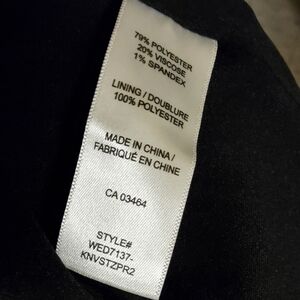 79% POLYESTER
20% VISCOSE
1% SPANDEX
LINING / DOUBLURE
100% POLYESTER
MADE IN CHINA /
FABRIQUÉ EN CHINE
CA 03464
STYLE#
WED7137-
KNVSTZPR2